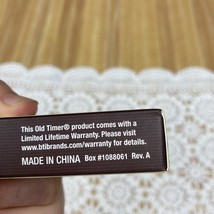 This Old Timer® product comes with a
Limited Lifetime Warranty. Please visit
www.btibrands.com/warranty for details.
MADE IN CHINA Box #1088061 Rev. A